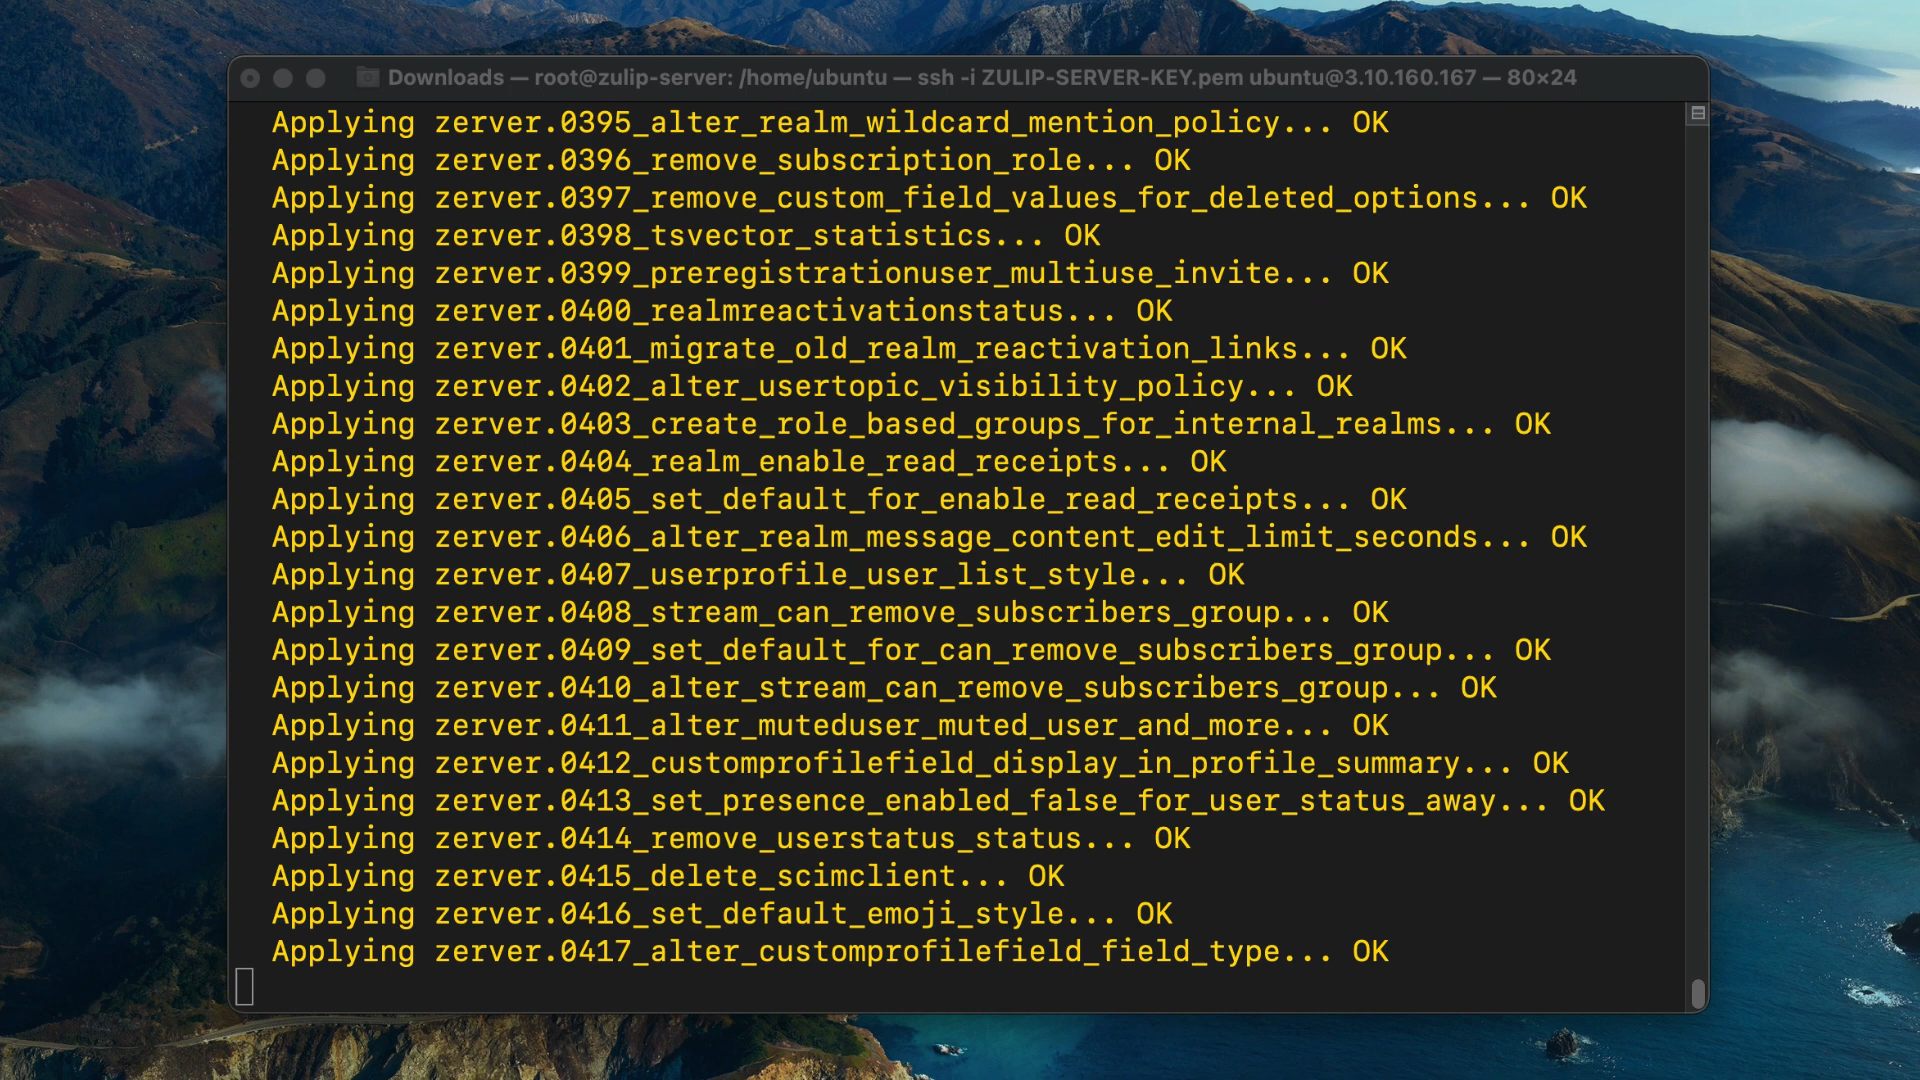 Downloads — root@zulip-server: /home/ubuntu — ssh -i ZULIP-SERVER-KEY.pem ubuntu@3.10.160.167 — 80×24
Applying zerver.0395_alter_realm_wildcard_mention_policy... OK
Applying zerver.0396_remove_subscription_role... OK
Applying zerver.0397_remove_custom_field_values_for_deleted_options... OK
Applying zerver.0398_tsvector_statistics... OK
Applying zerver.0399_preregistrationuser_multiuse_invite... OK
Applying zerver.0400_realmreactivationstatus... OK
Applying zerver.0401_migrate_old_realm_reactivation_links... OK
Applying zerver.0402_alter_usertopic_visibility_policy... OK
Applying zerver.0403_create_role_based_groups_for_internal_realms... OK
Applying zerver.0404_realm_enable_read_receipts... OK
Applying zerver.0405_set_default_for_enable_read_receipts... OK
Applying zerver.0406_alter_realm_message_content_edit_limit_seconds... OK
Applying zerver.0407_userprofile_user_list_style... OK
Applying zerver.0408_stream_can_remove_subscribers_group... OK
Applying zerver.0409_set_default_for_can_remove_subscribers_group... OK
Applying zerver.0410_alter_stream_can_remove_subscribers_group... OK
Applying zerver.0411_alter_muteduser_muted_user_and_more... OK
Applying zerver.0412_customprofilefield_display_in_profile_summary... OK
Applying zerver.0413_set_presence_enabled_false_for_user_status_away... OK
Applying zerver.0414_remove_userstatus_status... OK
Applying zerver.0415_delete_scimclient... OK
Applying zerver.0416_set_default_emoji_style... OK
Applying zerver.0417_alter_customprofilefield_field_type... OK